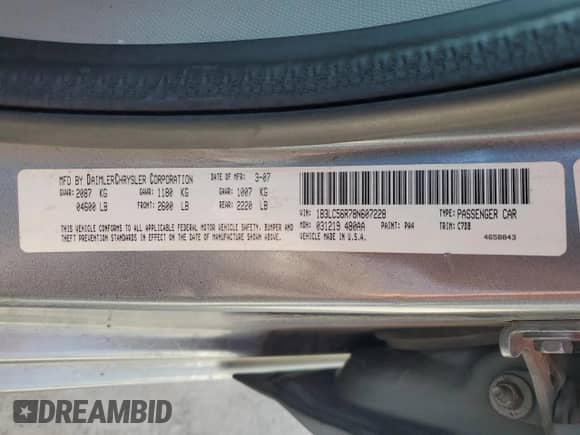 MFD BY DAIMLERCHRYSLER CORPORATION DATE OF MFR: 3-07
GVWR: 2087 KG GAWR: 1180 KG GAWR: 1007 KG
04600 LB FRONT: 2600 LB REAR: 2220 LB
THIS VEHICLE CONFORMS TO ALL APPLICABLE FEDERAL MOTOR VEHICLE SAFETY, BUMPER, AND
THEFT PREVENTION STANDARDS IN EFFECT ON THE DATE OF MANUFACTURE SHOWN ABOVE.
VIN: 1B3LC56R78N607228 TYPE: PASSENGER CAR
MDH: 031219 480AA PAINT: PA4 TRIM: C7D8
VEHICLE MADE IN U.S.A. 4658843
DREAMBID